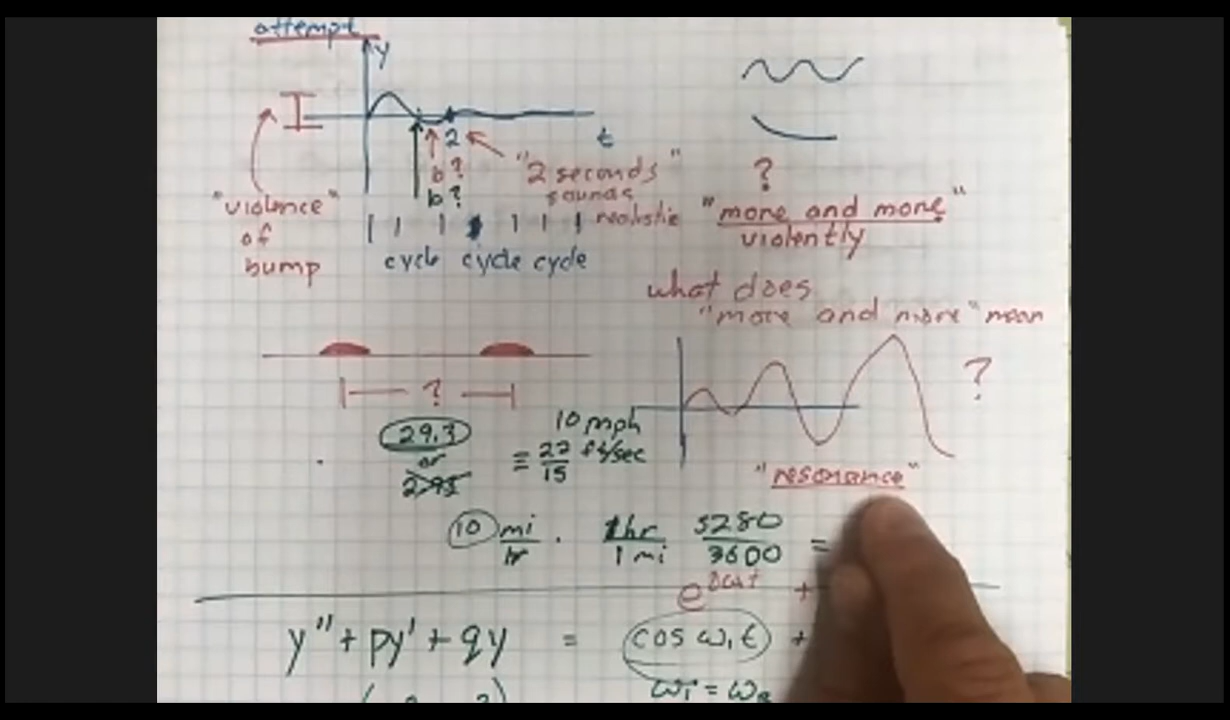 attempt
y
t
2
b?
b?
"2 seconds"
sounds
realistic
"violence"
of
bump
cycle cycle cycle
?
"more and more"
violently
what does
"more and more" mean
?
?
29.3
or
10 mph
= 22/15 ft/sec
"resonance"
10 mi/hr . 1hr/1mi 5280/3600 =
+
y" + py' + qy = cos ω₁t +